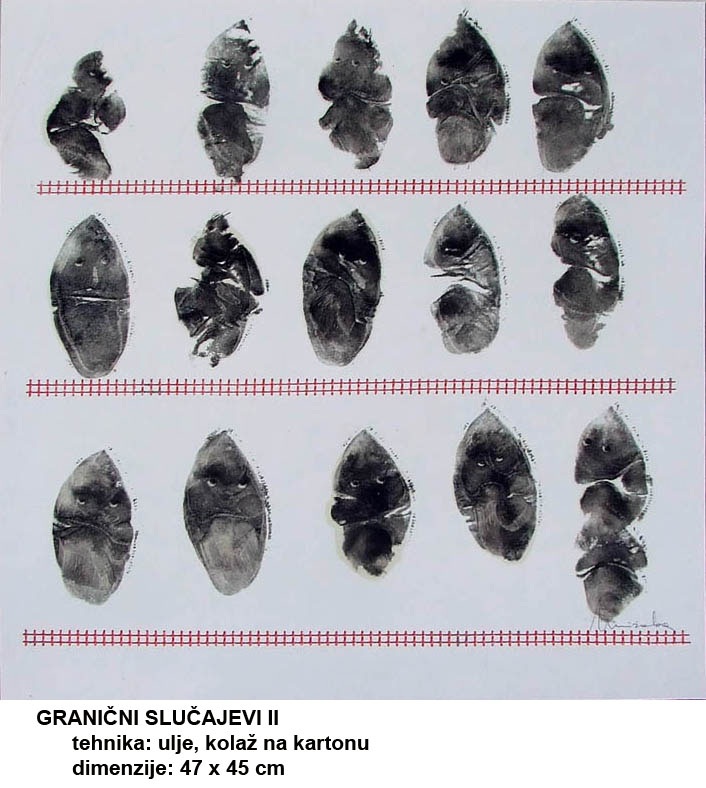 GRANIČNI SLUČAJEVI II
tehnika: ulje, kolaž na kartonu
dimenzije: 47 x 45 cm